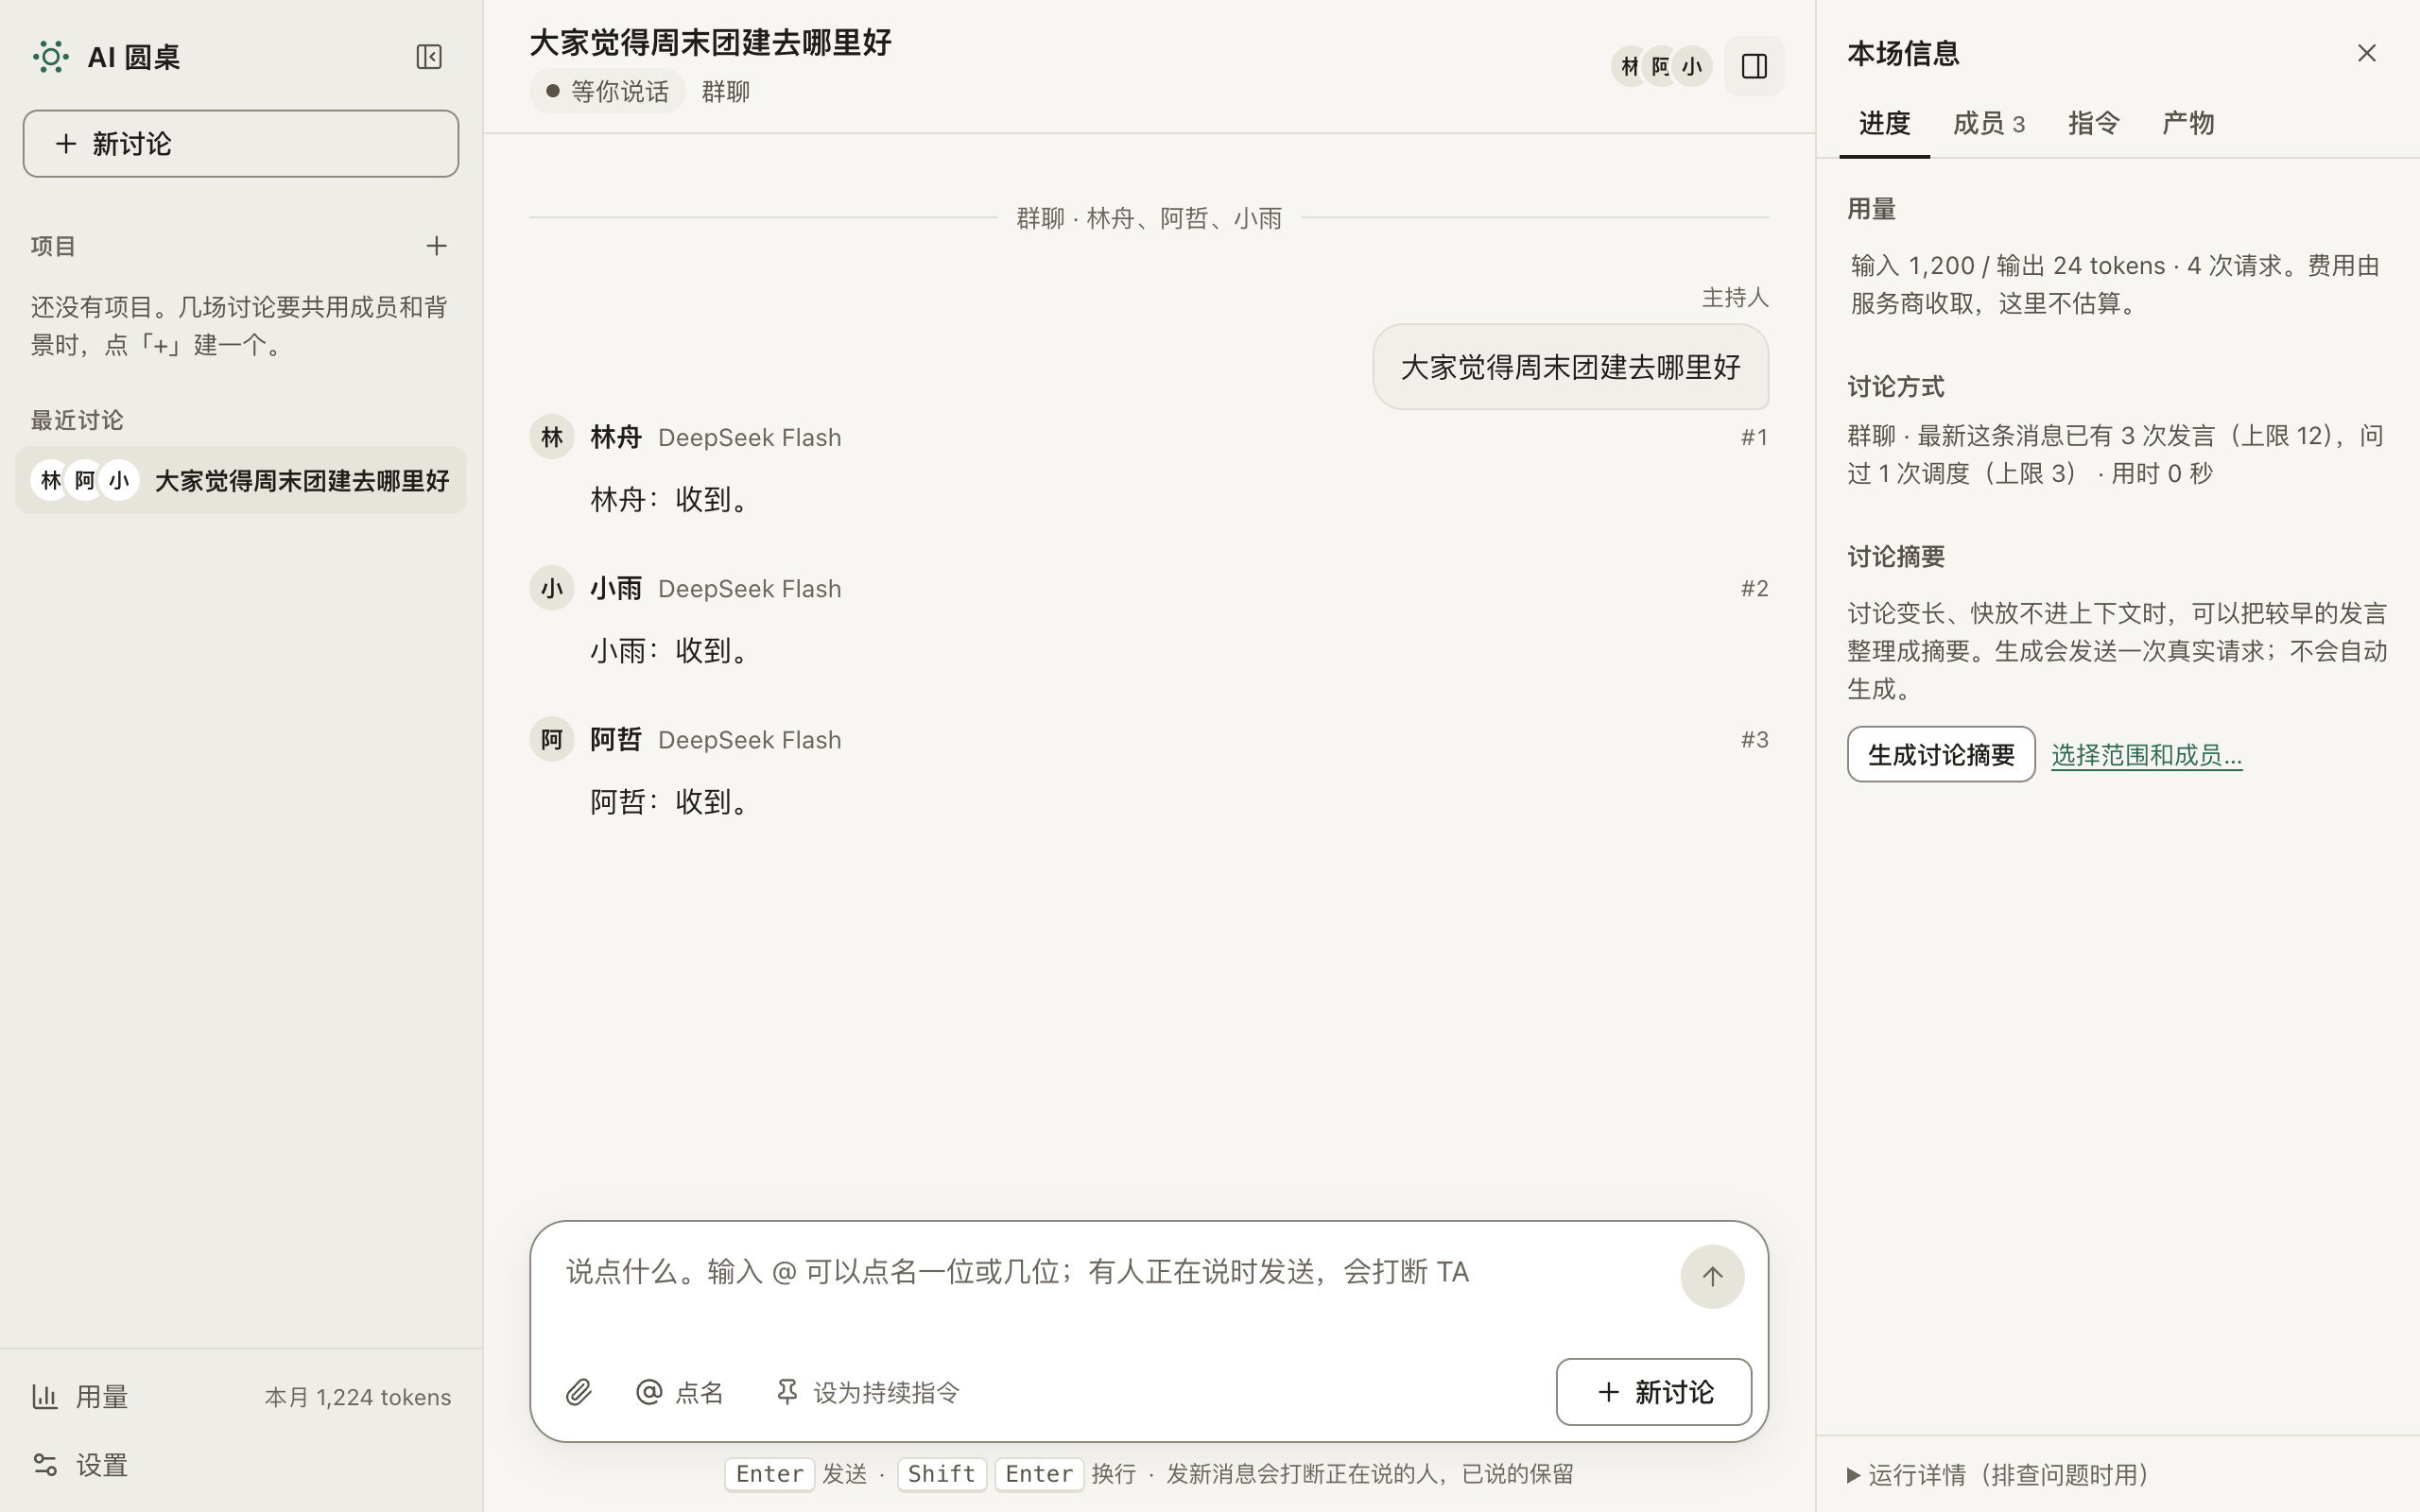 AI 圆桌
新讨论
项目
还没有项目。几场讨论要共用成员和背
景时，点「+」建一个。
最近讨论
林 阿 小 大家觉得周末团建去哪里好
用量 本月 1,224 tokens
设置
大家觉得周末团建去哪里好
等你说话 群聊
林 阿 小
群聊 · 林舟、阿哲、小雨
主持人
大家觉得周末团建去哪里好
林 林舟 DeepSeek Flash #1
林舟：收到。
小 小雨 DeepSeek Flash #2
小雨：收到。
阿 阿哲 DeepSeek Flash #3
阿哲：收到。
说点什么。输入 @ 可以点名一位或几位；有人正在说时发送，会打断 TA
点名 设为持续指令 新讨论
Enter 发送 · Shift Enter 换行 · 发新消息会打断正在说的人，已说的保留
本场信息
进度 成员 3 指令 产物
用量
输入 1,200 / 输出 24 tokens · 4 次请求。费用由
服务商收取，这里不估算。
讨论方式
群聊 · 最新这条消息已有 3 次发言（上限 12），问
过 1 次调度（上限 3） · 用时 0 秒
讨论摘要
讨论变长、快放不进上下文时，可以把较早的发言
整理成摘要。生成会发送一次真实请求；不会自动
生成。
生成讨论摘要 选择范围和成员…
运行详情（排查问题时用）